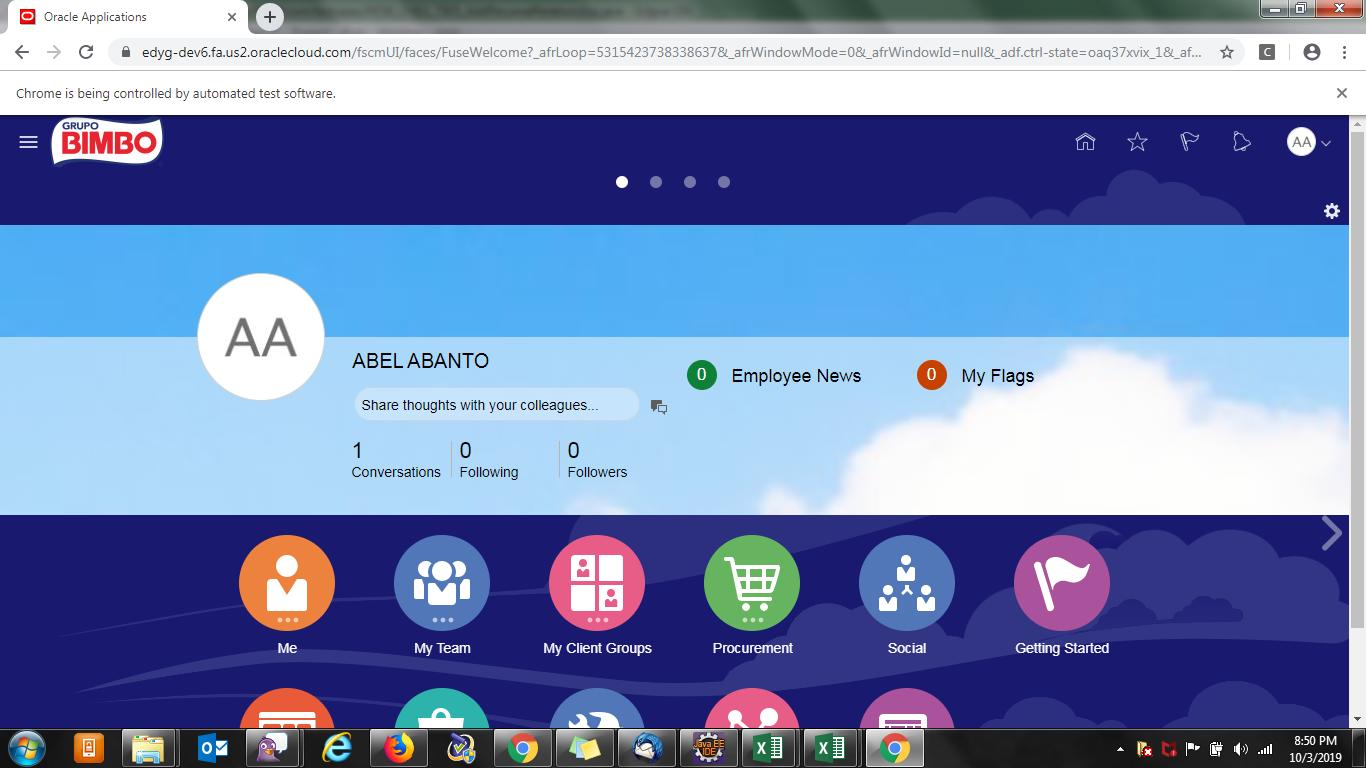 Oracle Applications
edyg-dev6.fa.us2.oraclecloud.com/fscmUI/faces/FuseWelcome?_afrLoop=5315423738338637&_afrWindowMode=0&_afrWindowId=null&_adf.ctrl-state=oaq37xvix_1&_af...
C
Chrome is being controlled by automated test software.
GRUPO
BIMBO
AA
AA
ABEL ABANTO
0 Employee News
0 My Flags
Share thoughts with your colleagues...
1 0 0
Conversations Following Followers
Me My Team My Client Groups Procurement Social Getting Started
Java EE
IDE
8:50 PM
10/3/2019